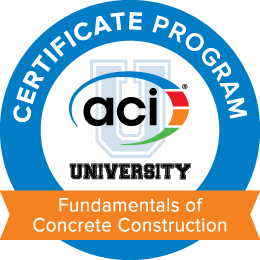 CERTIFICATE PROGRAM
U
aci®
UNIVERSITY
Fundamentals of
Concrete Construction